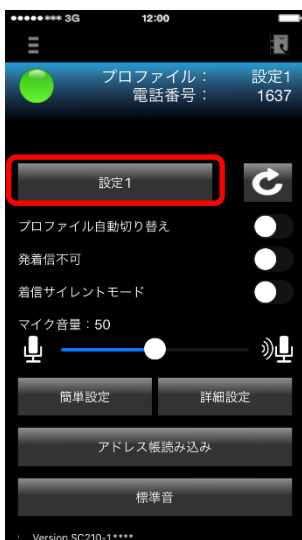 ●●●●●*** 3G 12:00
プロファイル： 設定1
電話番号： 1637
設定1
プロファイル自動切り替え
発着信不可
着信サイレントモード
マイク音量：50
簡単設定 詳細設定
アドレス帳読み込み
標準音
Version SC210-1****